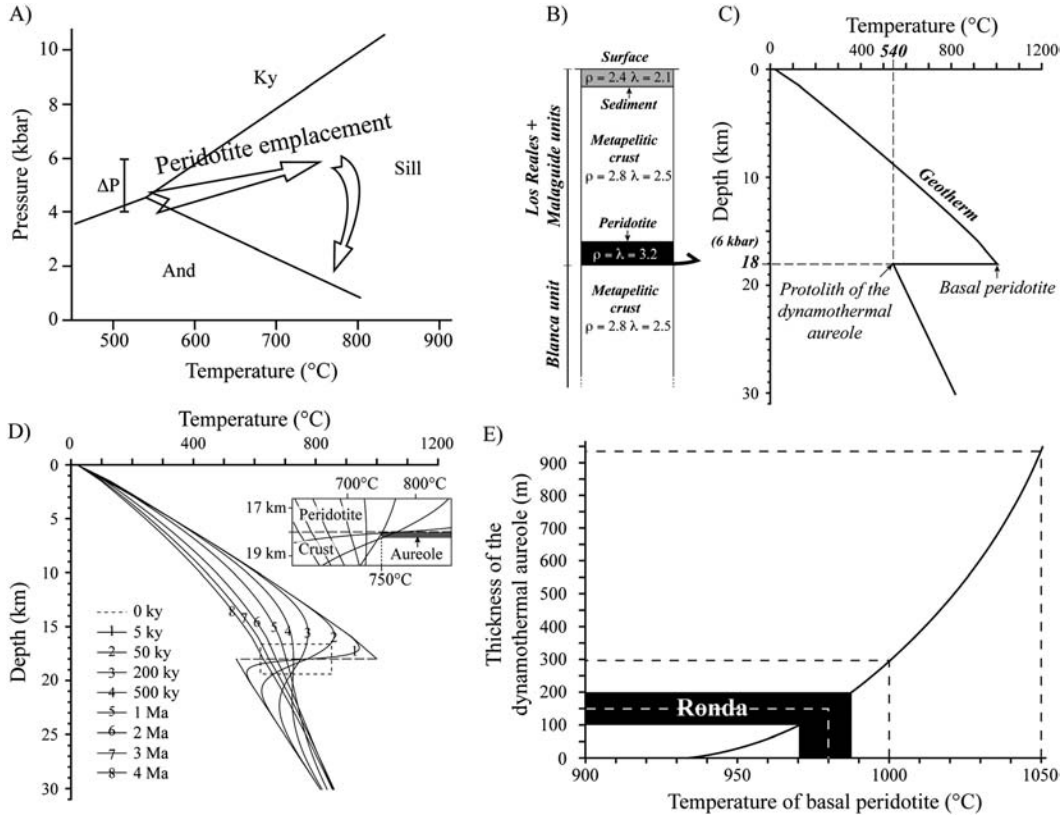 A)
Pressure (kbar)
10
8
6
4
2
0
ΔP
Ky
Peridotite emplacement
Sill
And
500 600 700 800 900
Temperature (°C)
B)
Los Reales +
Malaguide units
Blanca unit
Surface
ρ = 2.4 λ = 2.1
Sediment
Metapelitic
crust
ρ = 2.8 λ = 2.5
Peridotite
ρ = λ = 3.2
Metapelitic
crust
ρ = 2.8 λ = 2.5
C)
Temperature (°C)
0 400 540 800 1200
Depth (km)
0
10
(6 kbar)
18
20
30
Geotherm
Protolith of the
dynamothermal
aureole
Basal peridotite
D)
Temperature (°C)
0 400 800 1200
Depth (km)
0
5
10
15
20
25
30
700°C 800°C
17 km
Peridotite
Crust
19 km
Aureole
750°C
8 7 6 5 4 3 2 1
0 ky
1 5 ky
2 50 ky
3 200 ky
4 500 ky
5 1 Ma
6 2 Ma
7 3 Ma
8 4 Ma
E)
Thickness of the
dynamothermal aureole (m)
900
800
700
600
500
400
300
200
100
0
Ronda
900 950 1000 1050
Temperature of basal peridotite (°C)